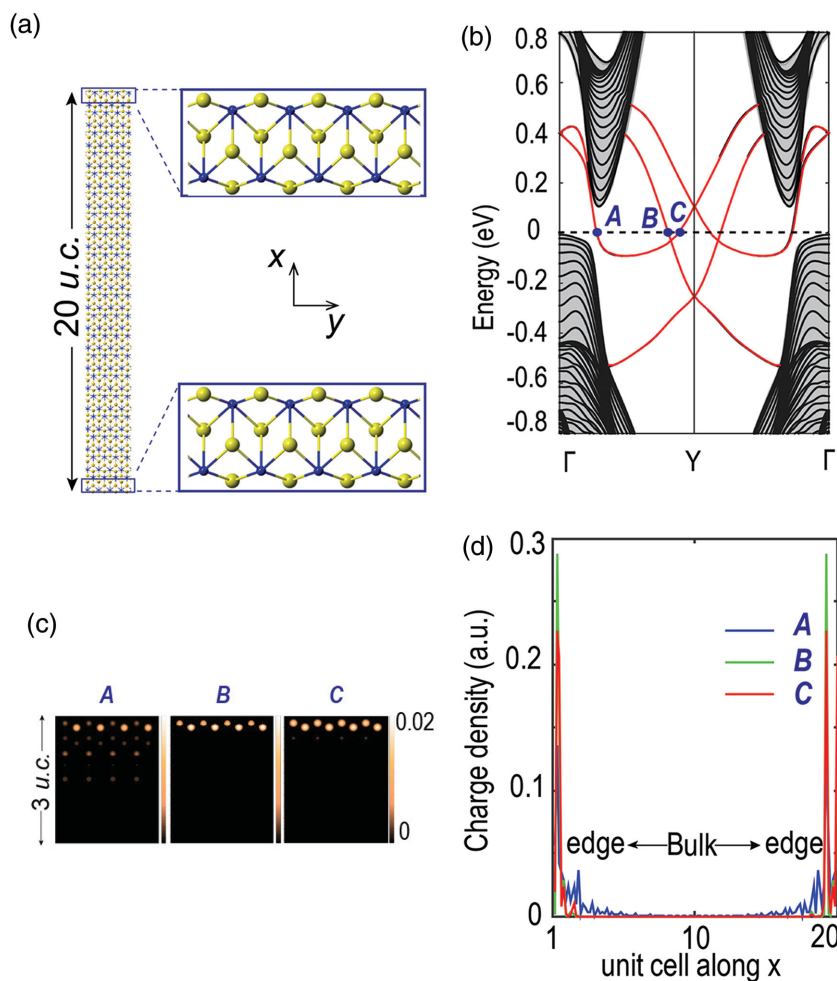 (a)
20 u.c.
x
y
(b)
Energy (eV)
0.8
0.6
0.4
0.2
0
-0.2
-0.4
-0.6
-0.8
A
B
C
Γ
Y
Γ
(c)
A
B
C
3 u.c.
0.02
0
(d)
Charge density (a.u.)
0.3
0.2
0.1
0
A
B
C
edge
Bulk
edge
1
10
20
unit cell along x